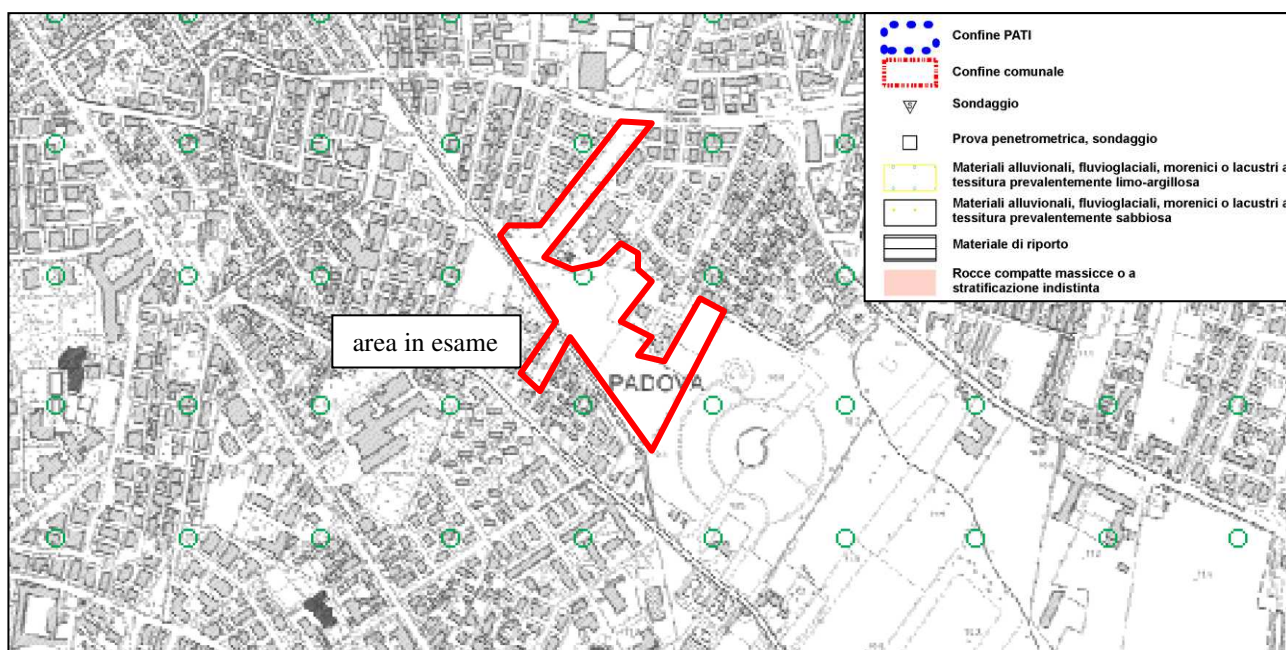 Confine PATI
Confine comunale
Sondaggio
Prova penetrometrica, sondaggio
Materiali alluvionali, fluvioglaciali, morenici o lacustri a
tessitura prevalentemente limo-argillosa
Materiali alluvionali, fluvioglaciali, morenici o lacustri a
tessitura prevalentemente sabbiosa
Materiale di riporto
Rocce compatte massicce o a
stratificazione indistinta
area in esame
PADOVA